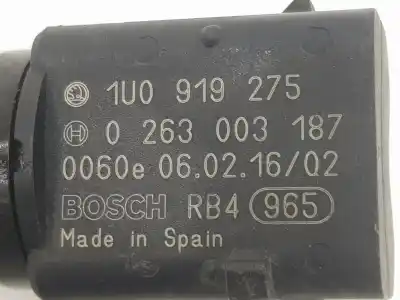 1U0 919 275
0 263 003 187
0060e 06.02.16/02
BOSCH RB4 965
Made in Spain